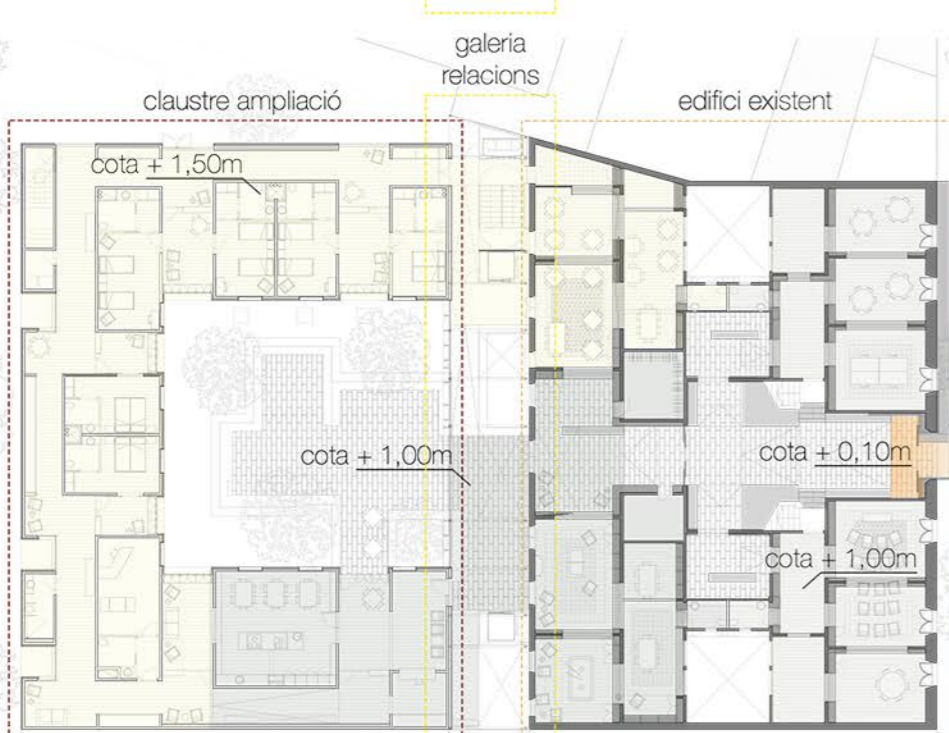 galeria
relacions
claustre ampliació
edifici existent
cota + 1,50m
cota + 1,00m
cota + 0,10m
cota + 1,00m